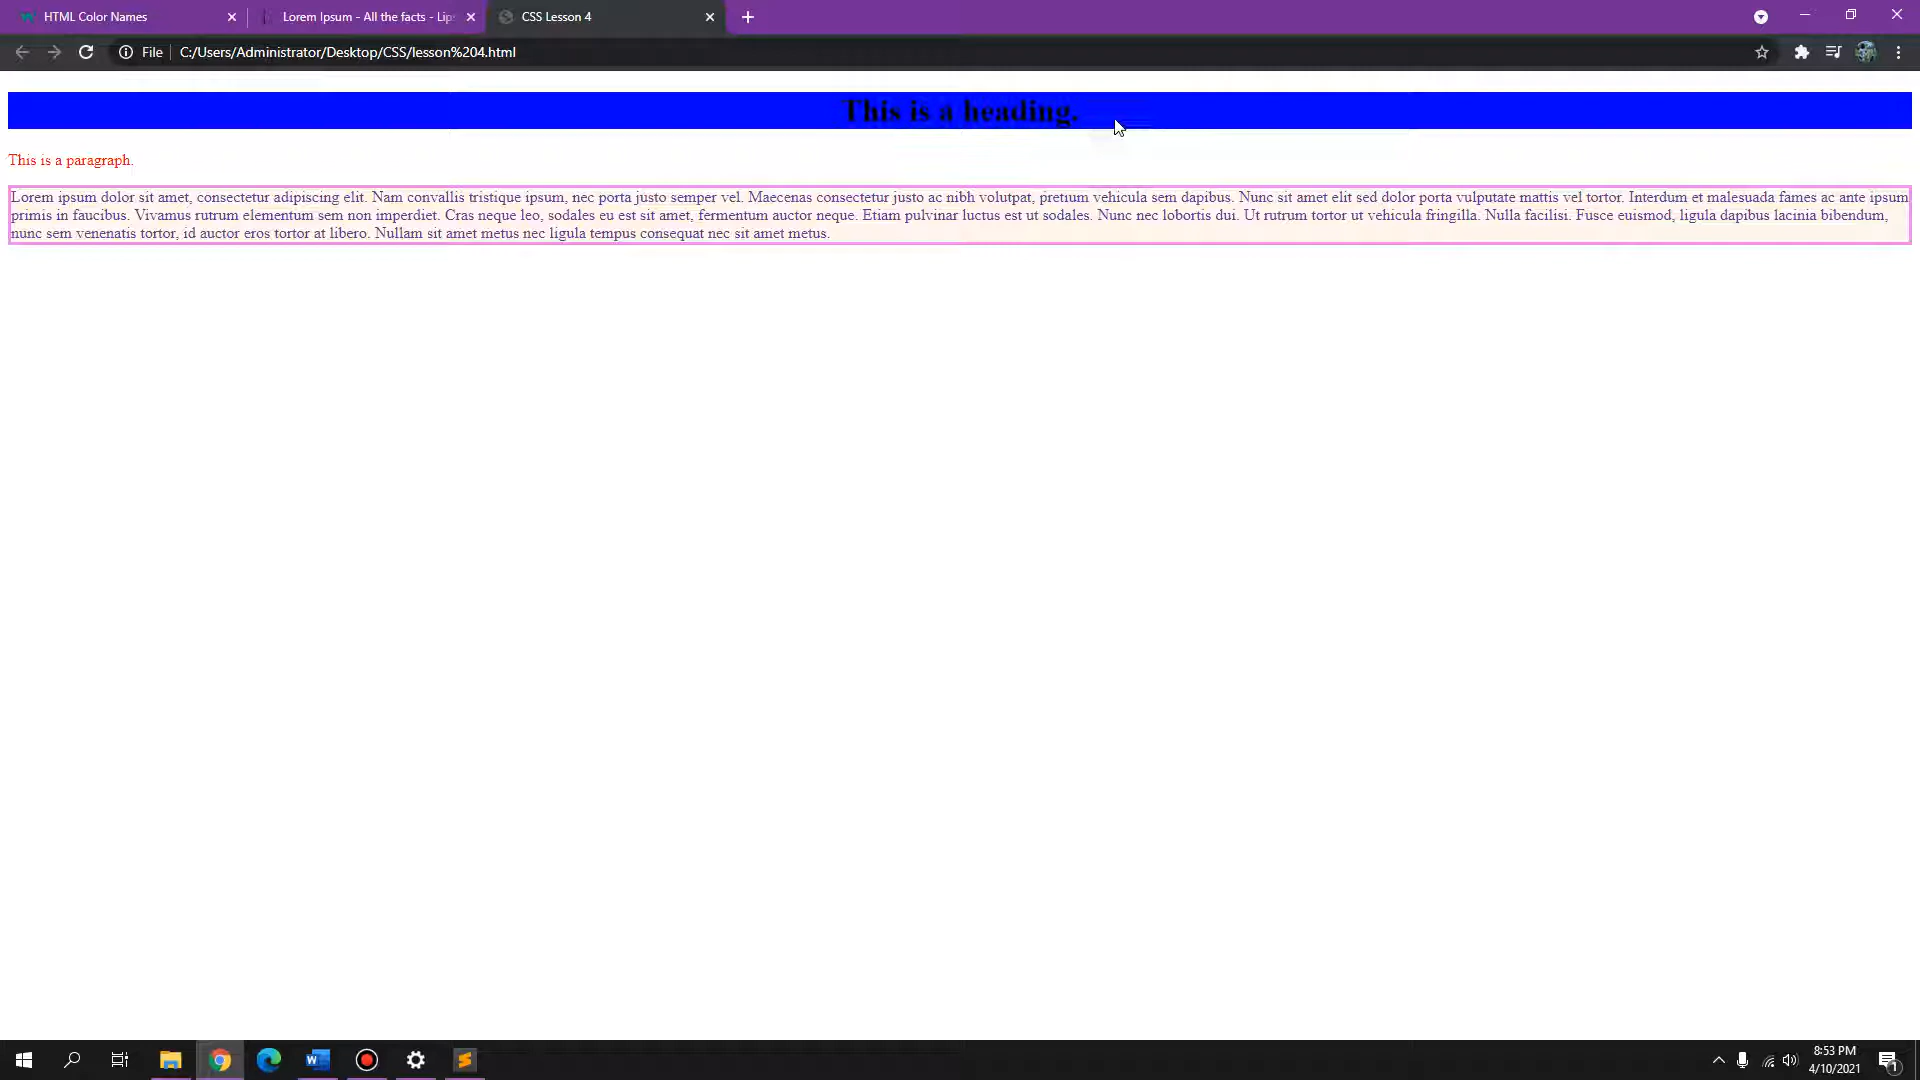 HTML Color Names
Lorem Ipsum - All the facts - Lip
CSS Lesson 4
File
C:/Users/Administrator/Desktop/CSS/lesson%204.html
This is a heading.
This is a paragraph.
Lorem ipsum dolor sit amet, consectetur adipiscing elit. Nam convallis tristique ipsum, nec porta justo semper vel. Maecenas consectetur justo ac nibh volutpat, pretium vehicula sem dapibus. Nunc sit amet elit sed dolor porta vulputate mattis vel tortor. Interdum et malesuada fames ac ante ipsum
primis in faucibus. Vivamus rutrum elementum sem non imperdiet. Cras neque leo, sodales eu est sit amet, fermentum auctor neque. Etiam pulvinar luctus est ut sodales. Nunc nec lobortis dui. Ut rutrum tortor ut vehicula fringilla. Nulla facilisi. Fusce euismod, ligula dapibus lacinia bibendum,
nunc sem venenatis tortor, id auctor eros tortor at libero. Nullam sit amet metus nec ligula tempus consequat nec sit amet metus.
8:53 PM
4/10/2021
1